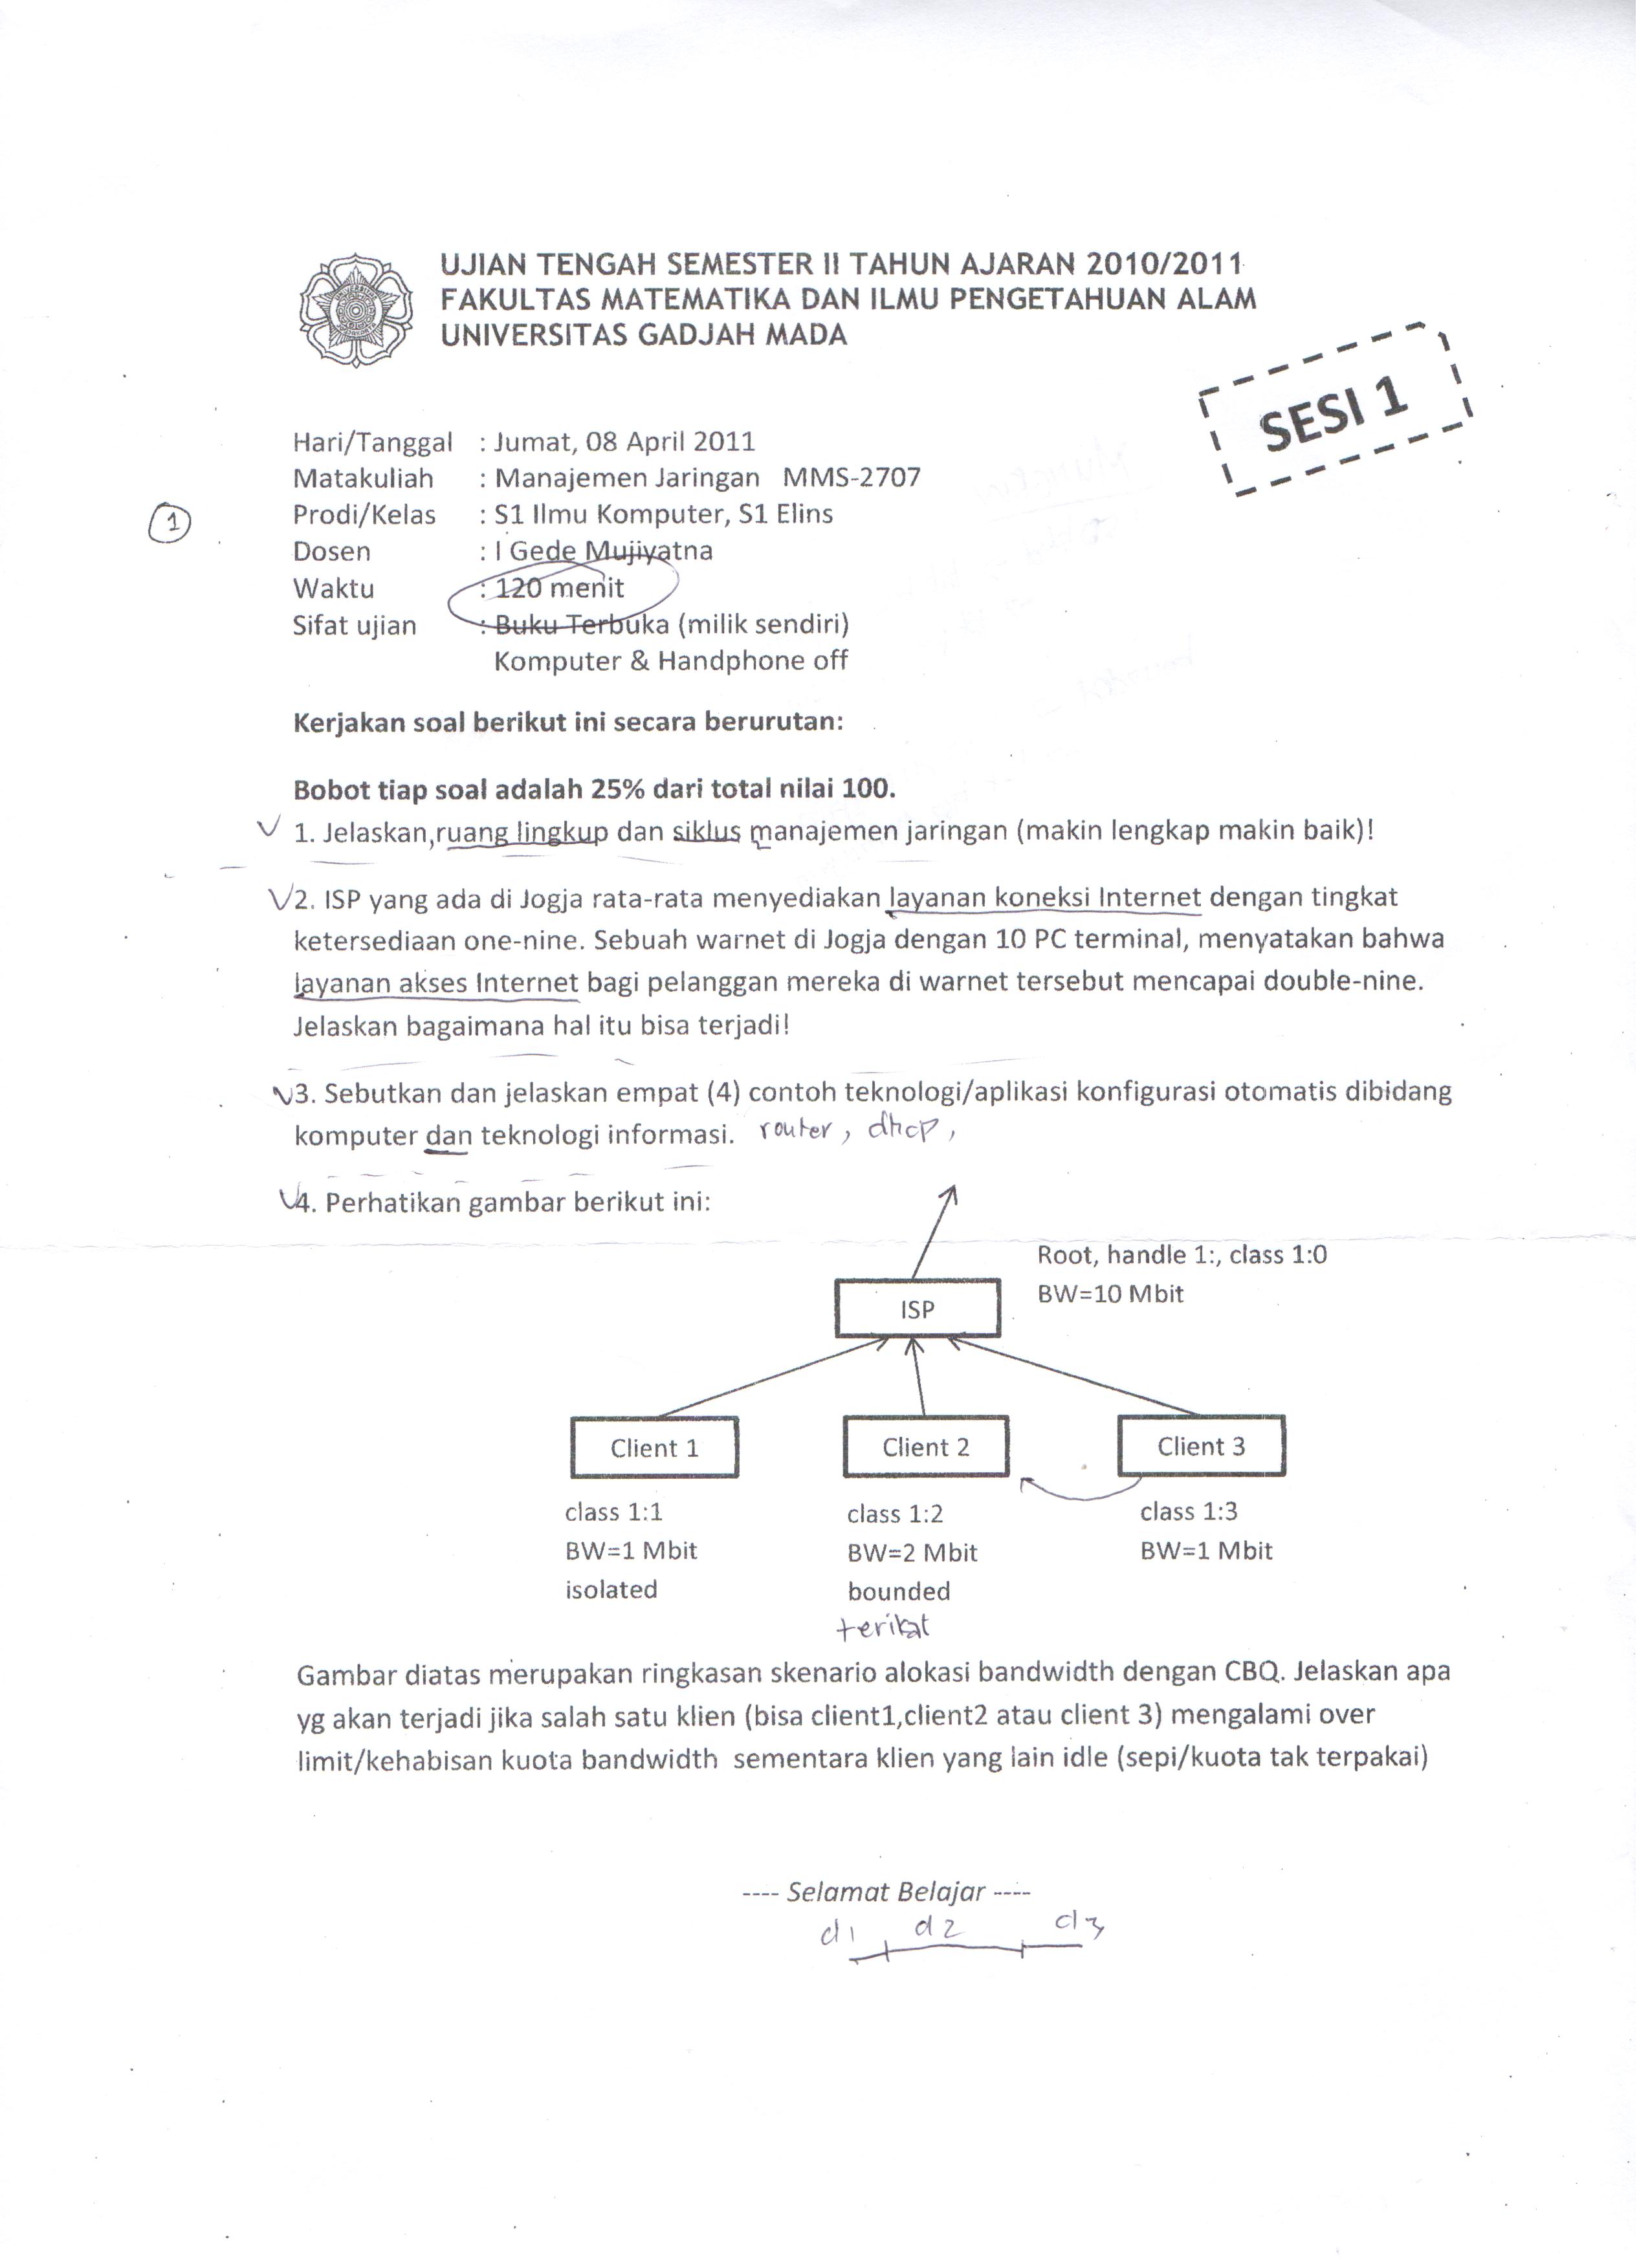 UJIAN TENGAH SEMESTER II TAHUN AJARAN 2010/2011
FAKULTAS MATEMATIKA DAN ILMU PENGETAHUAN ALAM
UNIVERSITAS GADJAH MADA
SESI 1
Hari/Tanggal : Jumat, 08 April 2011
Matakuliah : Manajemen Jaringan MMS-2707
1
Prodi/Kelas : S1 Ilmu Komputer, S1 Elins
Dosen : I Gede Mujiyatna
Waktu : 120 menit
Sifat ujian : Buku Terbuka (milik sendiri)
Komputer & Handphone off
Kerjakan soal berikut ini secara berurutan:
Bobot tiap soal adalah 25% dari total nilai 100.
1. Jelaskan,ruang lingkup dan siklus manajemen jaringan (makin lengkap makin baik)!
2. ISP yang ada di Jogja rata-rata menyediakan layanan koneksi Internet dengan tingkat
ketersediaan one-nine. Sebuah warnet di Jogja dengan 10 PC terminal, menyatakan bahwa
layanan akses Internet bagi pelanggan mereka di warnet tersebut mencapai double-nine.
Jelaskan bagaimana hal itu bisa terjadi!
3. Sebutkan dan jelaskan empat (4) contoh teknologi/aplikasi konfigurasi otomatis dibidang
komputer dan teknologi informasi. router, dhcp,
4. Perhatikan gambar berikut ini:
Root, handle 1:, class 1:0
BW=10 Mbit
ISP
Client 1 Client 2 Client 3
class 1:1 class 1:2 class 1:3
BW=1 Mbit BW=2 Mbit BW=1 Mbit
isolated bounded
terikat
Gambar diatas merupakan ringkasan skenario alokasi bandwidth dengan CBQ. Jelaskan apa
yg akan terjadi jika salah satu klien (bisa client1,client2 atau client 3) mengalami over
limit/kehabisan kuota bandwidth sementara klien yang lain idle (sepi/kuota tak terpakai)
---- Selamat Belajar ----
d1 d2 d3